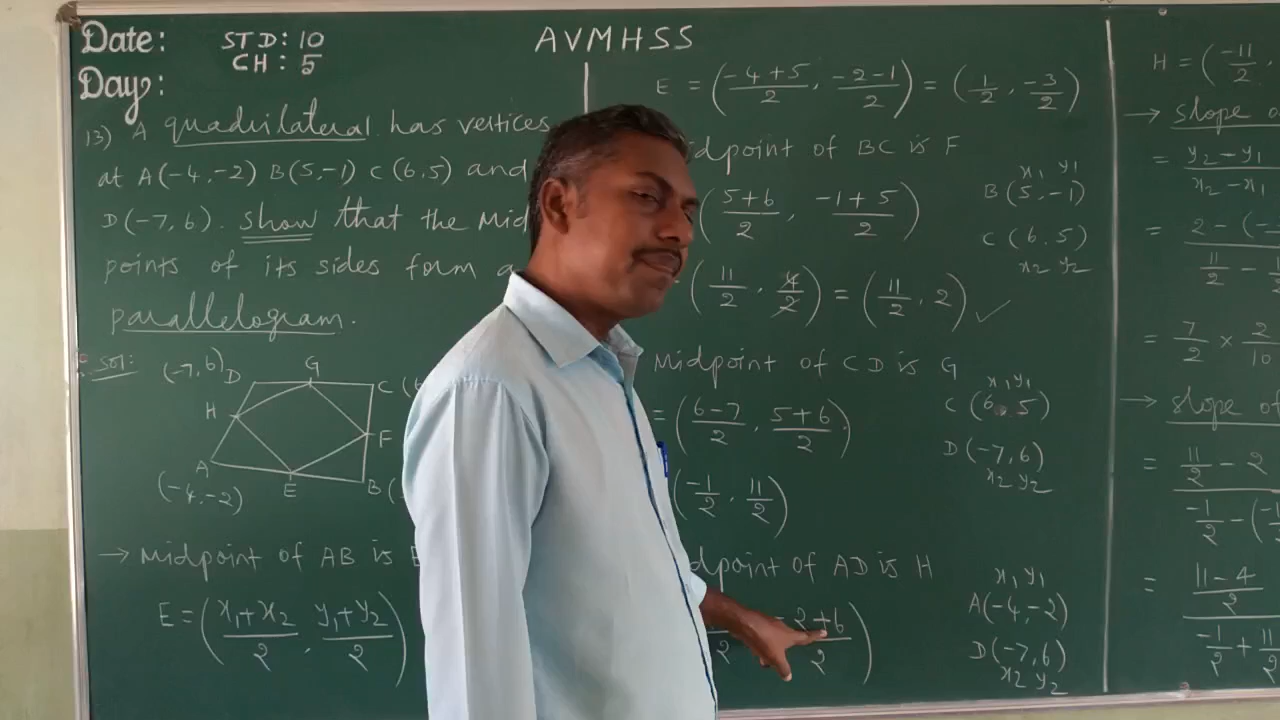 Date: STD: 10
CH: 5
Day:
AVMHSS
13) A quadrilateral has vertices
at A(-4,-2) B(5,-1) C(6,5) and
D(-7,6). Show that the Mid
points of its sides form a
parallelogram.
Sol:
(-7,6) D G C
H F
A E B
(-4,-2)
→ Midpoint of AB is E
E = ( (x1+x2)/2 , (y1+y2)/2 )
E = ( (-4+5)/2 , (-2-1)/2 ) = ( 1/2 , -3/2 )
of BC is F
( (5+6)/2 , (-1+5)/2 )
x1 y1
B (5,-1)
C (6,5)
x2 y2
( 11/2 , 4/2 ) = ( 11/2 , 2 ) ✓
Midpoint of CD is G
= ( (6-7)/2 , (5+6)/2 )
x1 y1
C (6,5)
D (-7,6)
x2 y2
( -1/2 , 11/2 )
of AD is H
2 , (-2+6)/2 )
x1 y1
A(-4,-2)
D(-7,6)
x2 y2
H = ( -11/2 ,
→ slope
= y2-y1 / x2-x1
= 2-(- / 11/2 -
= 7/2 × 2/10
→ slope of
= 11/2 - 2 / -1/2 - (
= (11-4)/2 / -1/2 + 11/2